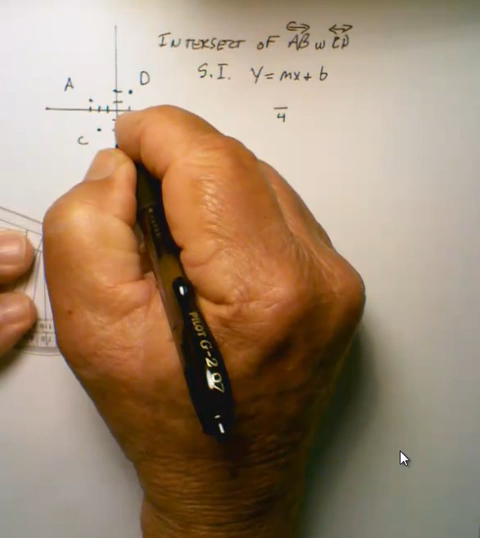 INTERSECT OF AB w CD
S.I. Y = mx + b
A
D
4
C
PILOT G-2 07